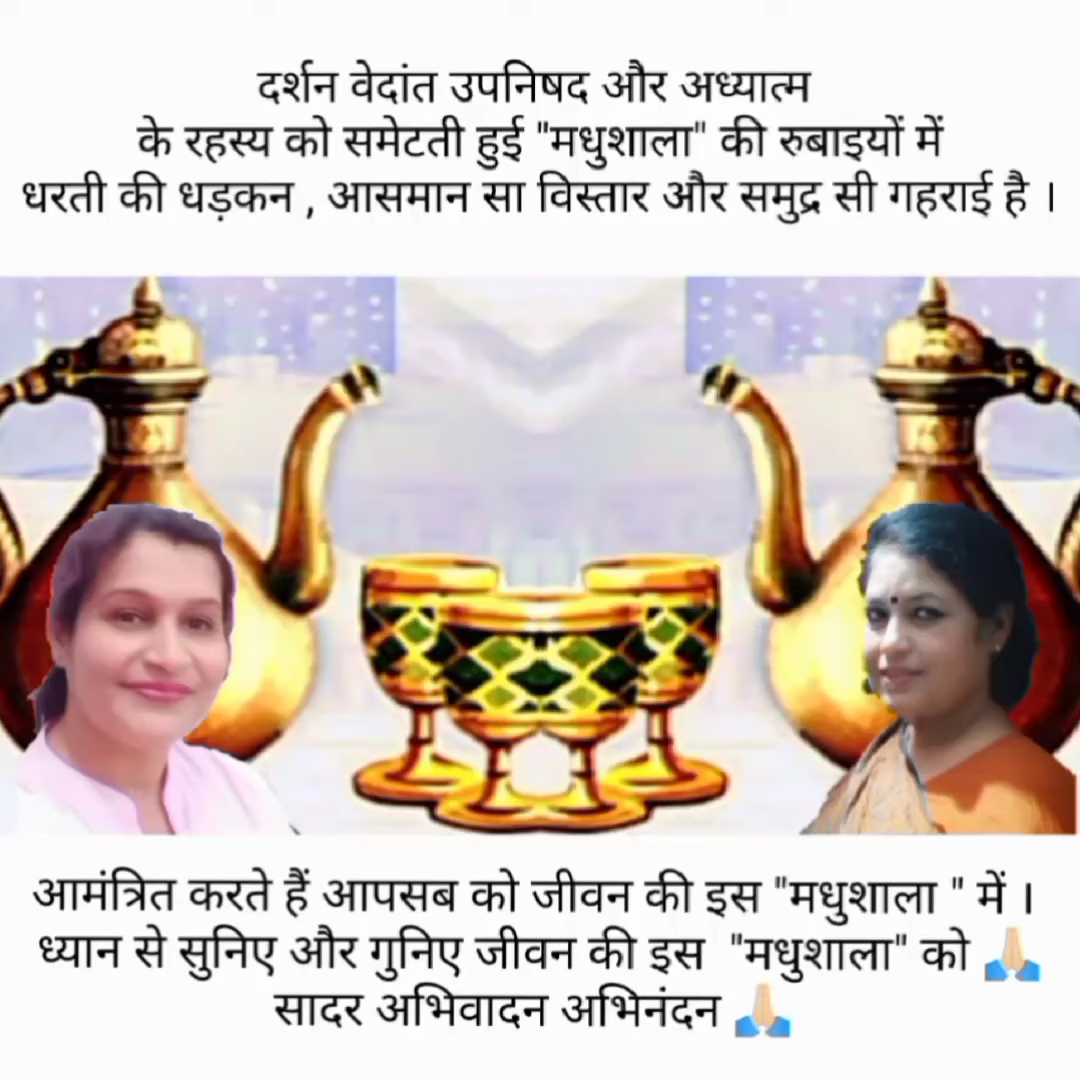 दर्शन वेदांत उपनिषद और अध्यात्म
के रहस्य को समेटती हुई "मधुशाला" की रुबाइयों में
धरती की धड़कन , आसमान सा विस्तार और समुद्र सी गहराई है ।
आमंत्रित करते हैं आपसब को जीवन की इस "मधुशाला " में ।
ध्यान से सुनिए और गुनिए जीवन की इस "मधुशाला" को 🙏🏻
सादर अभिवादन अभिनंदन 🙏🏻